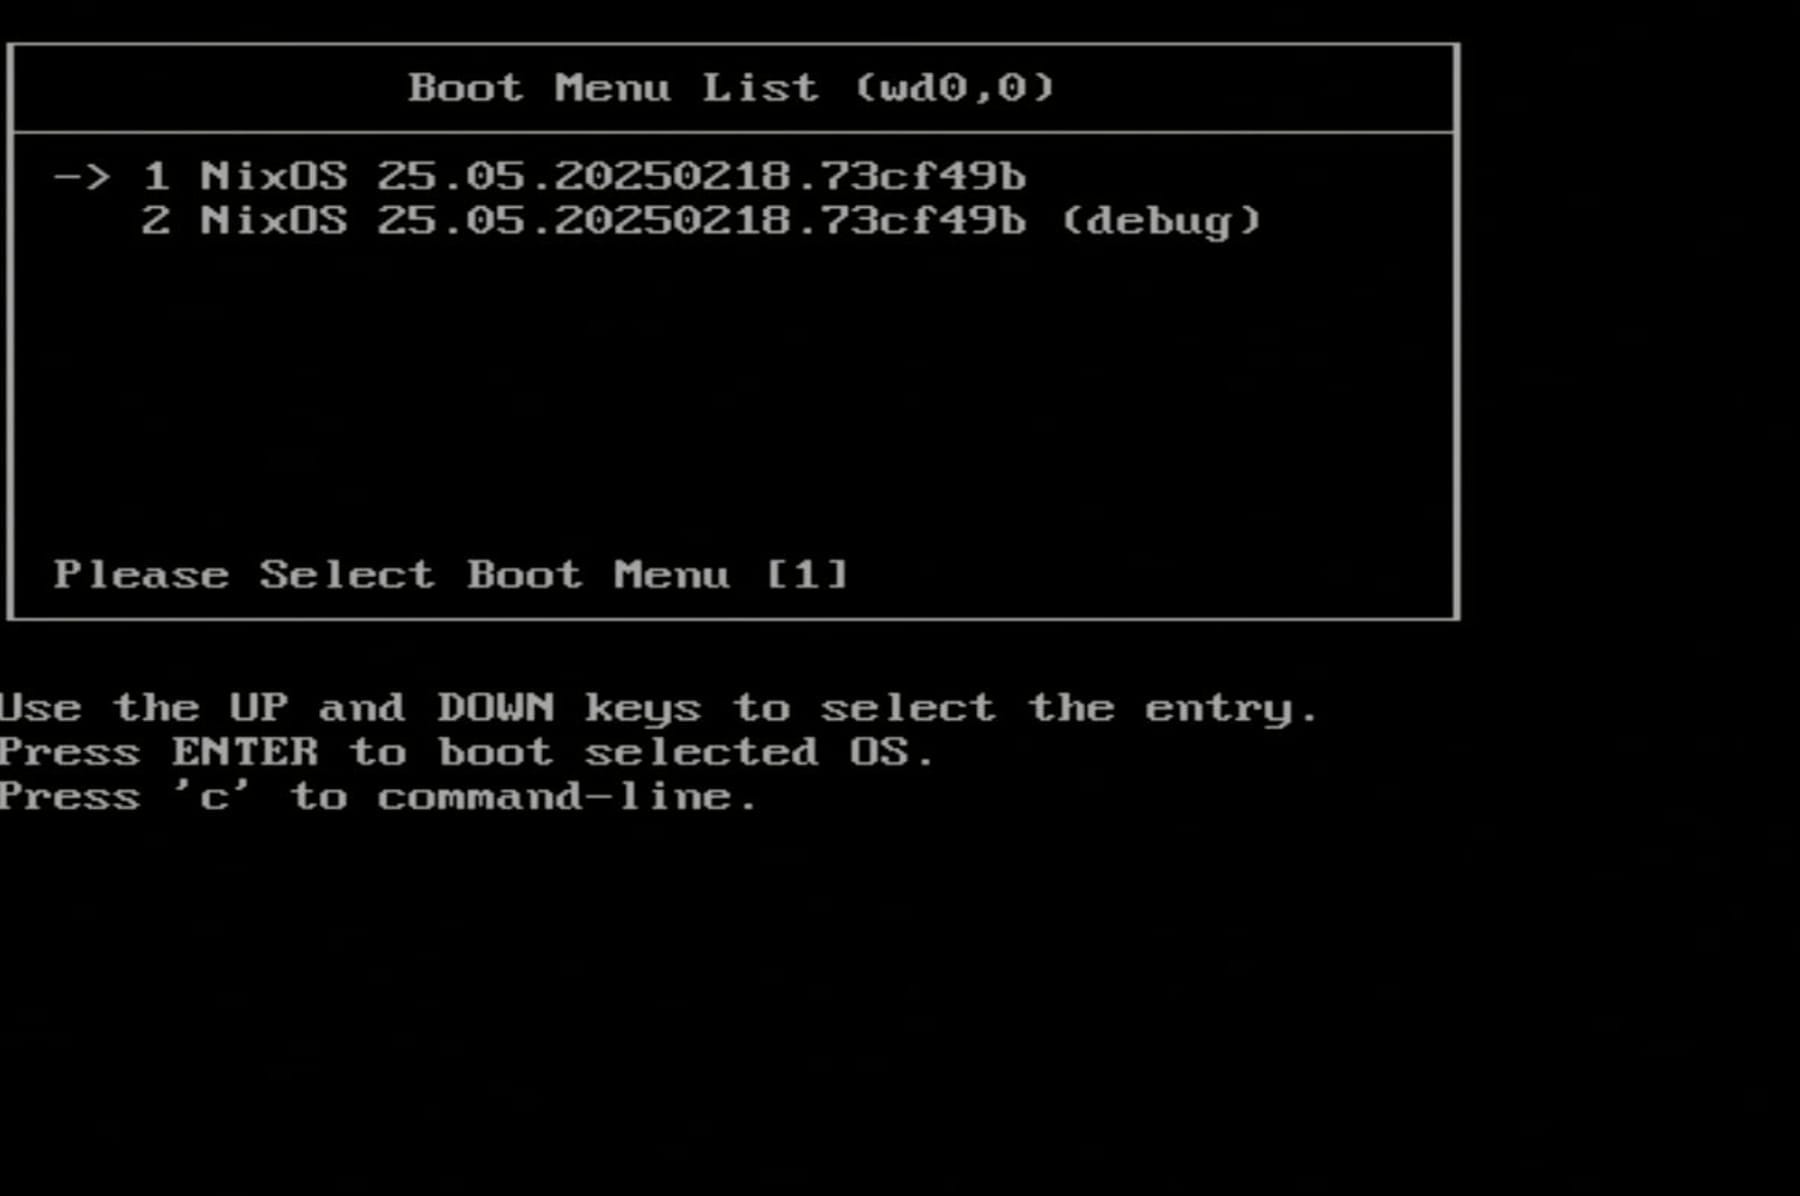 Boot Menu List (wd0,0)
-> 1 NixOS 25.05.20250218.73cf49b
2 NixOS 25.05.20250218.73cf49b (debug)
Please Select Boot Menu [1]
Use the UP and DOWN keys to select the entry.
Press ENTER to boot selected OS.
Press 'c' to command-line.